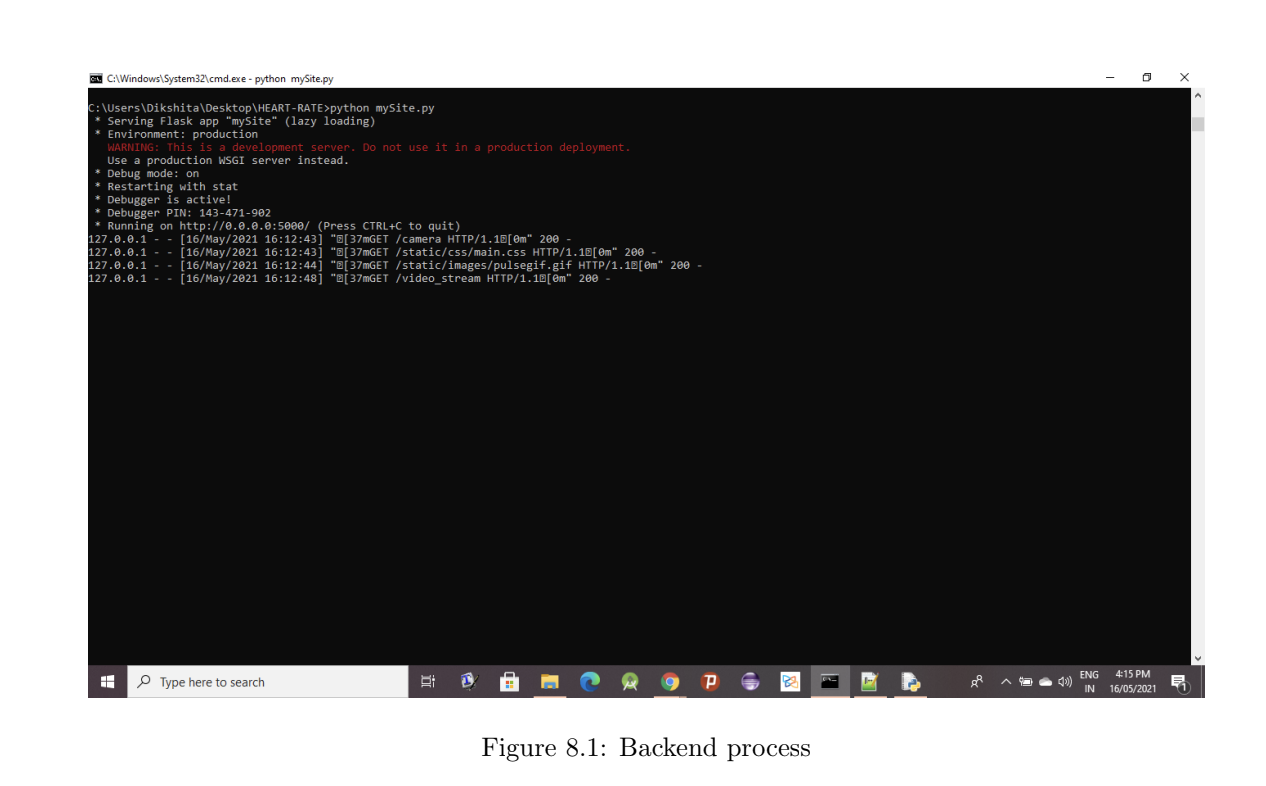 C:\Windows\System32\cmd.exe - python mySite.py
C:\Users\Dikshita\Desktop\HEART-RATE>python mySite.py
* Serving Flask app "mySite" (lazy loading)
* Environment: production
WARNING: This is a development server. Do not use it in a production deployment.
Use a production WSGI server instead.
* Debug mode: on
* Restarting with stat
* Debugger is active!
* Debugger PIN: 143-471-902
* Running on http://0.0.0.0:5000/ (Press CTRL+C to quit)
127.0.0.1 - - [16/May/2021 16:12:43] "⍰[37mGET /camera HTTP/1.1⍰[0m" 200 -
127.0.0.1 - - [16/May/2021 16:12:43] "⍰[37mGET /static/css/main.css HTTP/1.1⍰[0m" 200 -
127.0.0.1 - - [16/May/2021 16:12:44] "⍰[37mGET /static/images/pulsegif.gif HTTP/1.1⍰[0m" 200 -
127.0.0.1 - - [16/May/2021 16:12:48] "⍰[37mGET /video_stream HTTP/1.1⍰[0m" 200 -
Type here to search
ENG 4:15 PM
IN 16/05/2021
1
Figure 8.1: Backend process